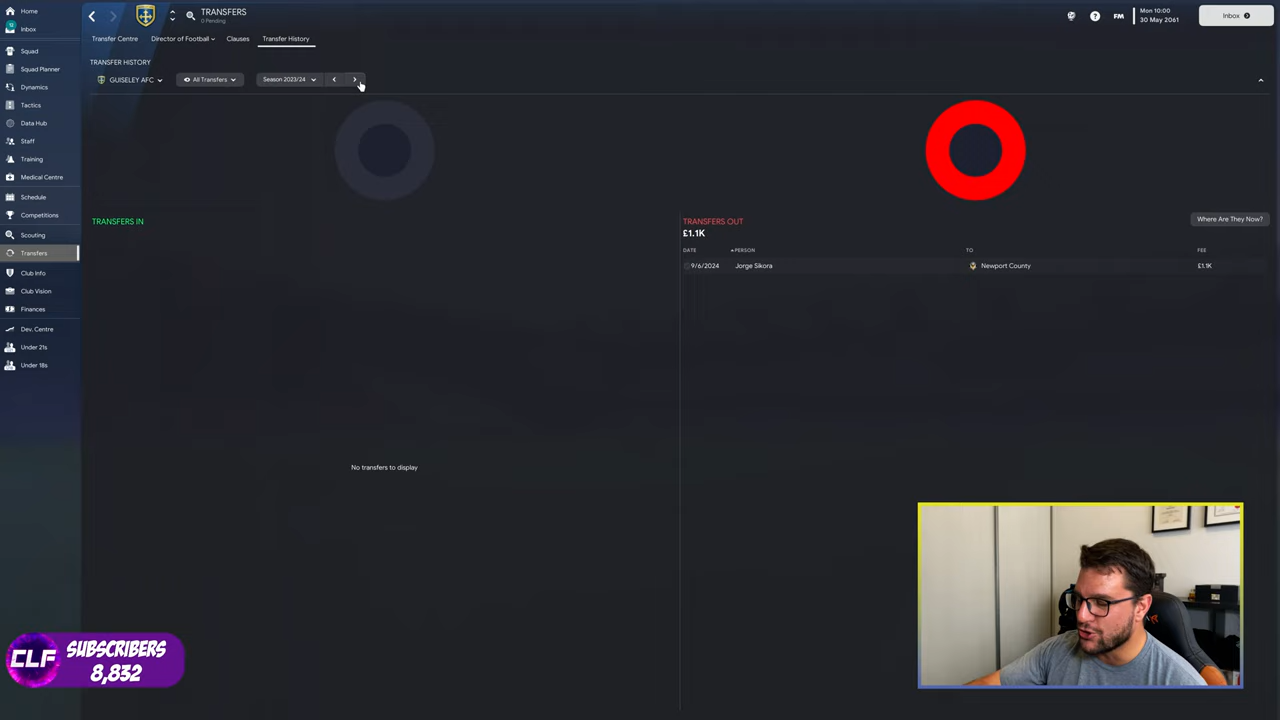 Home
Inbox
12
Squad
Squad Planner
Dynamics
Tactics
Data Hub
Staff
Training
Medical Centre
Schedule
Competitions
Scouting
Transfers
Club Info
Club Vision
Finances
Dev. Centre
Under 21s
Under 18s
TRANSFERS
0 Pending
FM
Mon 10:00
30 May 2061
Inbox
Transfer Centre
Director of Football
Clauses
Transfer History
TRANSFER HISTORY
GUISELEY AFC
All Transfers
Season 2023/24
TRANSFERS IN
No transfers to display
TRANSFERS OUT
£1.1K
Where Are They Now?
DATE PERSON TO FEE
9/6/2024 Jorge Sikora Newport County £1.1K
CLF
SUBSCRIBERS
8,832